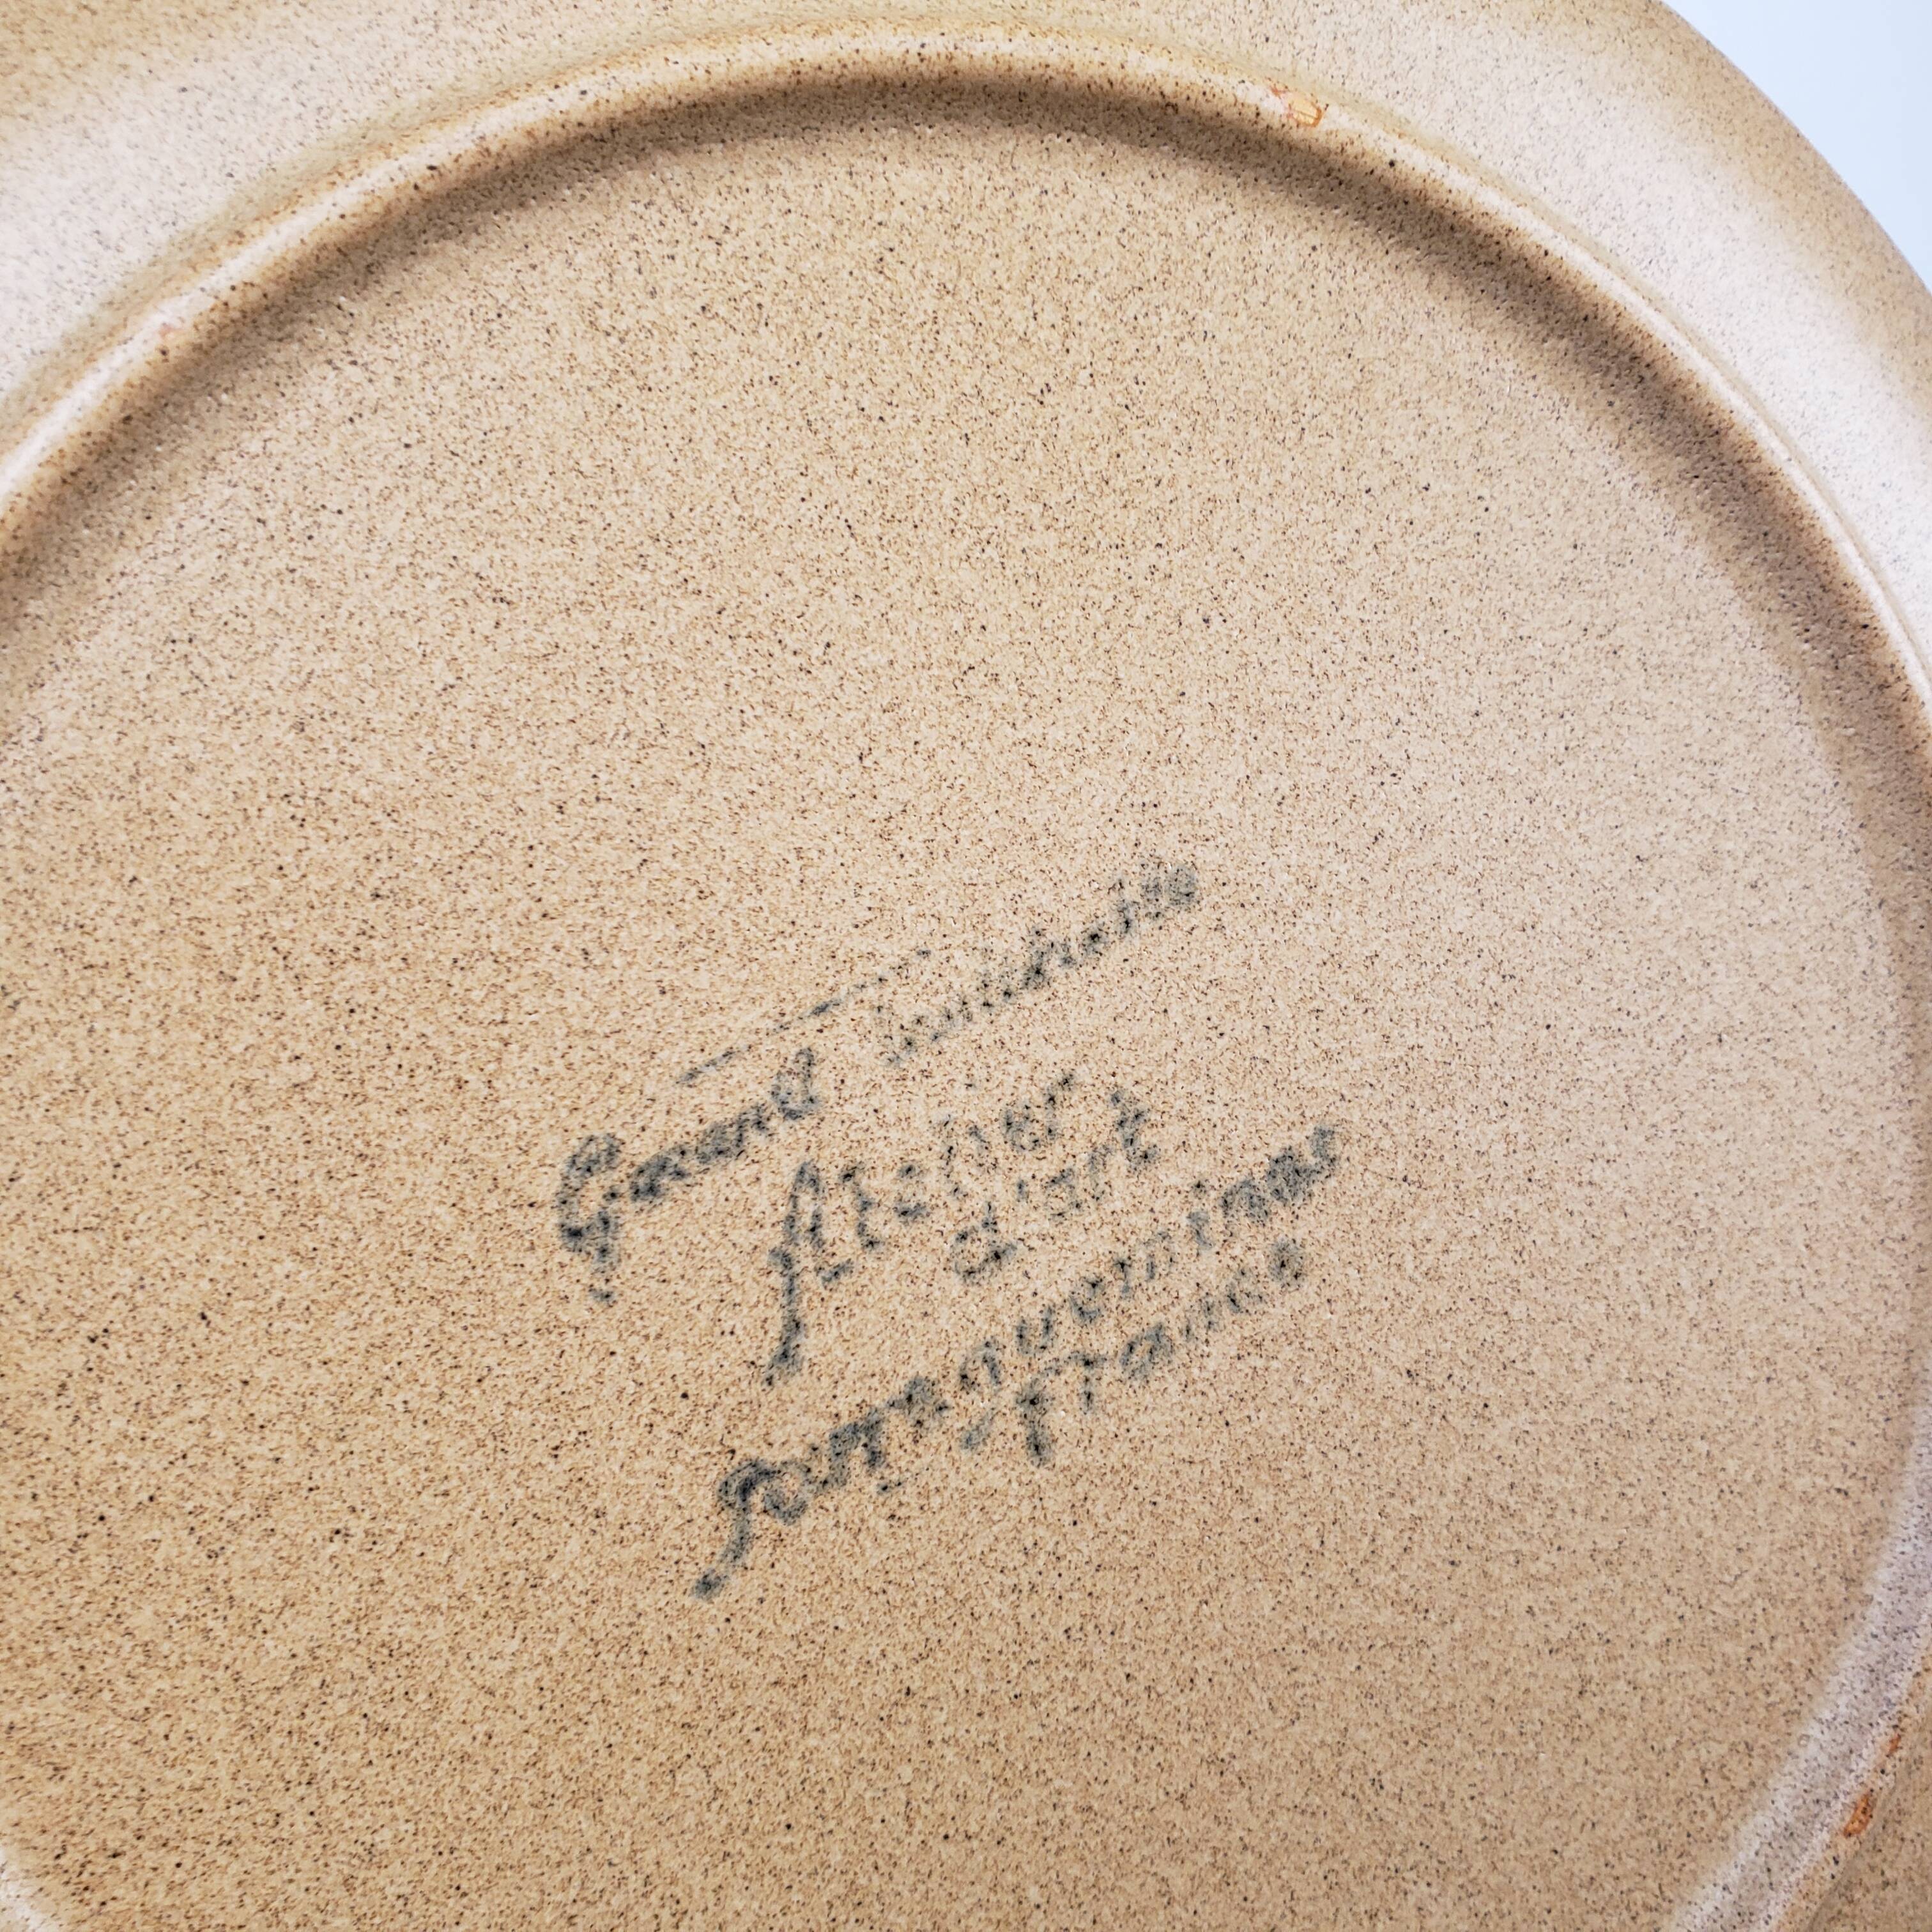 Grand
Atelier
d'art
Sarreguemines
France